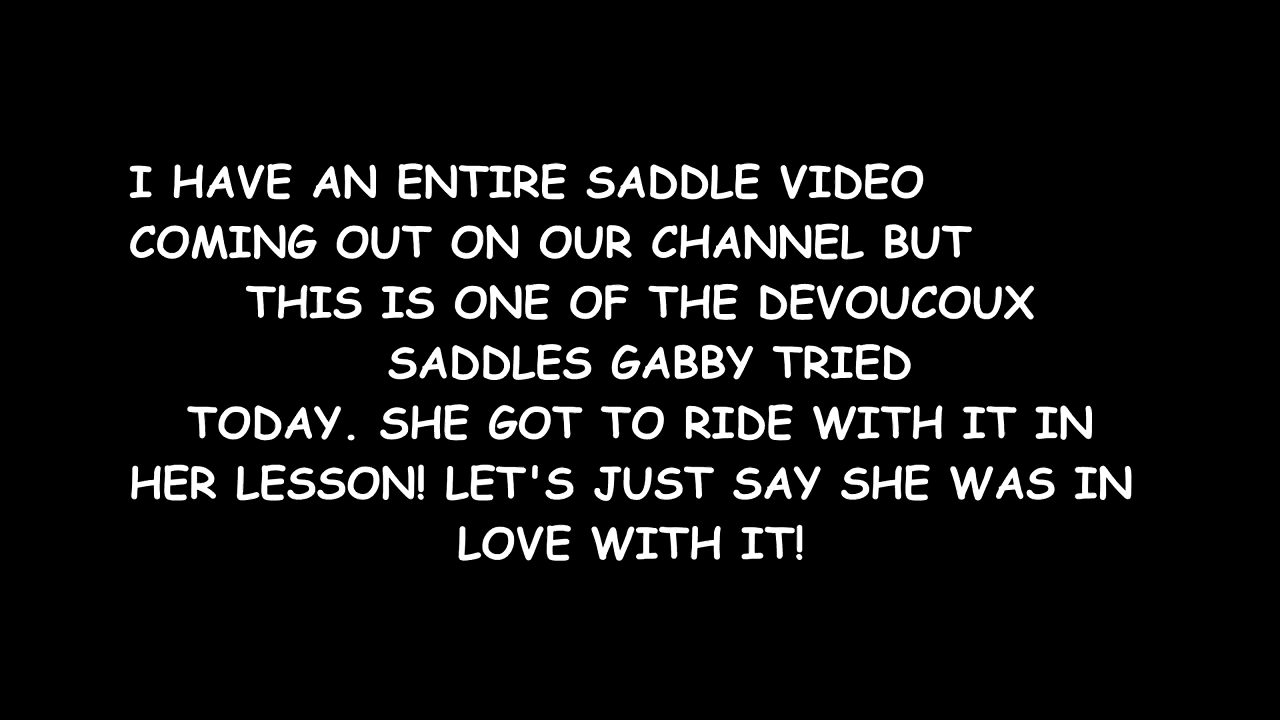 I HAVE AN ENTIRE SADDLE VIDEO
COMING OUT ON OUR CHANNEL BUT
THIS IS ONE OF THE DEVOUCOUX
SADDLES GABBY TRIED
TODAY. SHE GOT TO RIDE WITH IT IN
HER LESSON! LET'S JUST SAY SHE WAS IN
LOVE WITH IT!